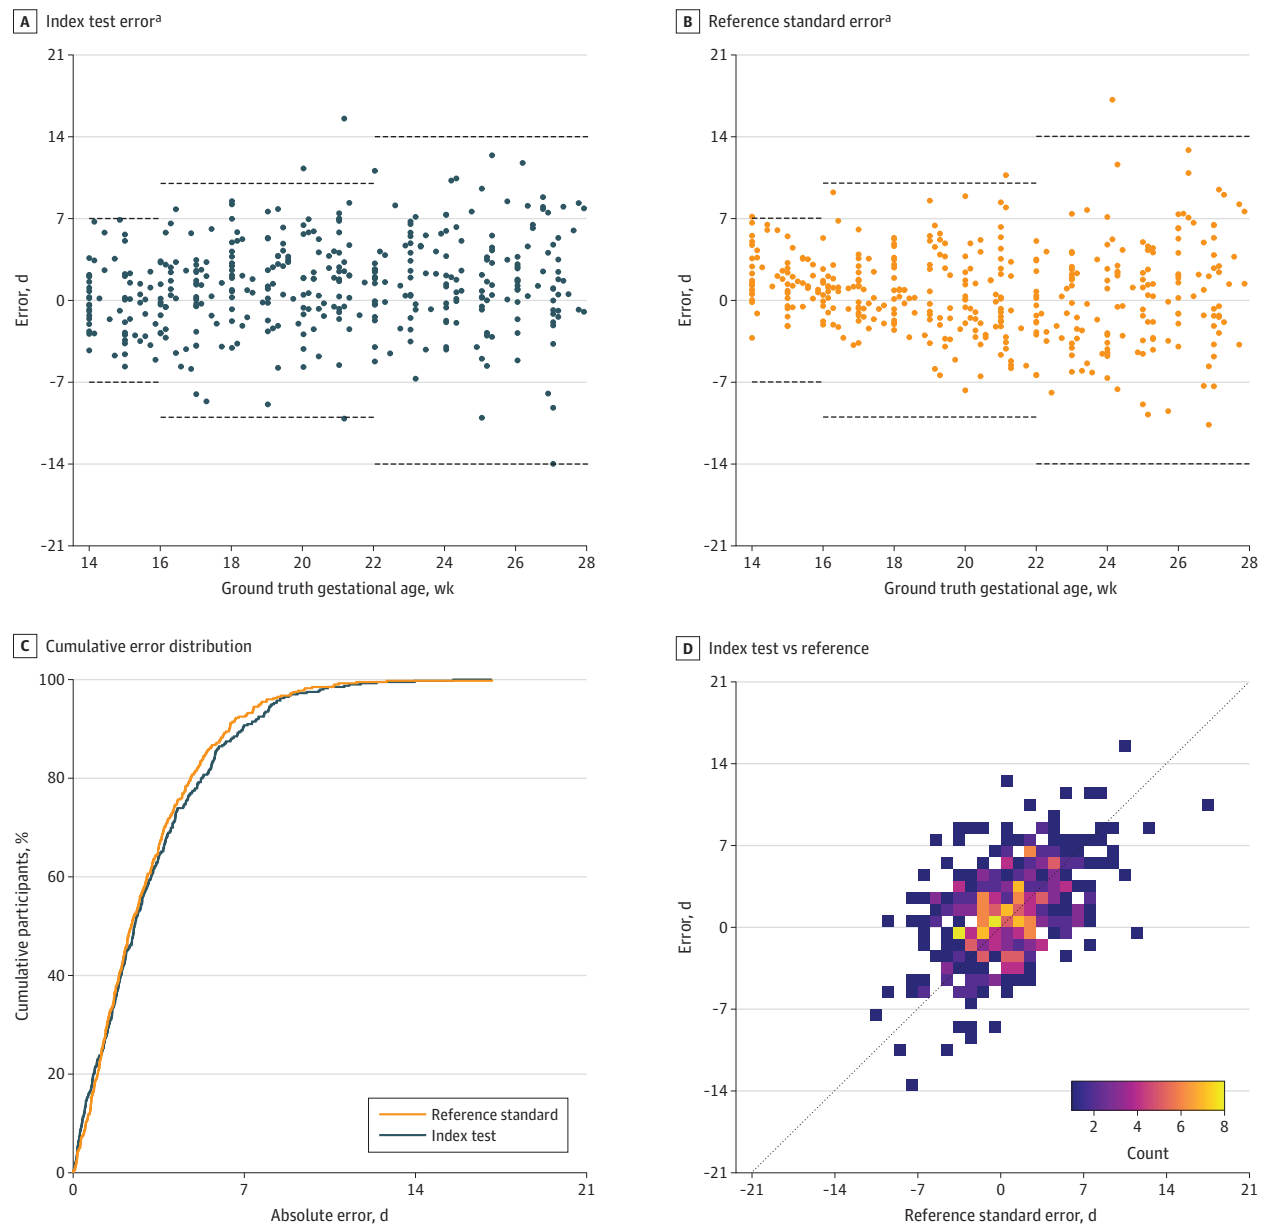 A Index test errorᵃ
21
14
7
0
-7
-14
-21
Error, d
14 16 18 20 22 24 26 28
Ground truth gestational age, wk
B Reference standard errorᵃ
21
14
7
0
-7
-14
-21
Error, d
14 16 18 20 22 24 26 28
Ground truth gestational age, wk
C Cumulative error distribution
100
80
60
40
20
0
Cumulative participants, %
Reference standard
Index test
0 7 14 21
Absolute error, d
D Index test vs reference
21
14
7
0
-7
-14
-21
Error, d
2 4 6 8
Count
-21 -14 -7 0 7 14 21
Reference standard error, d